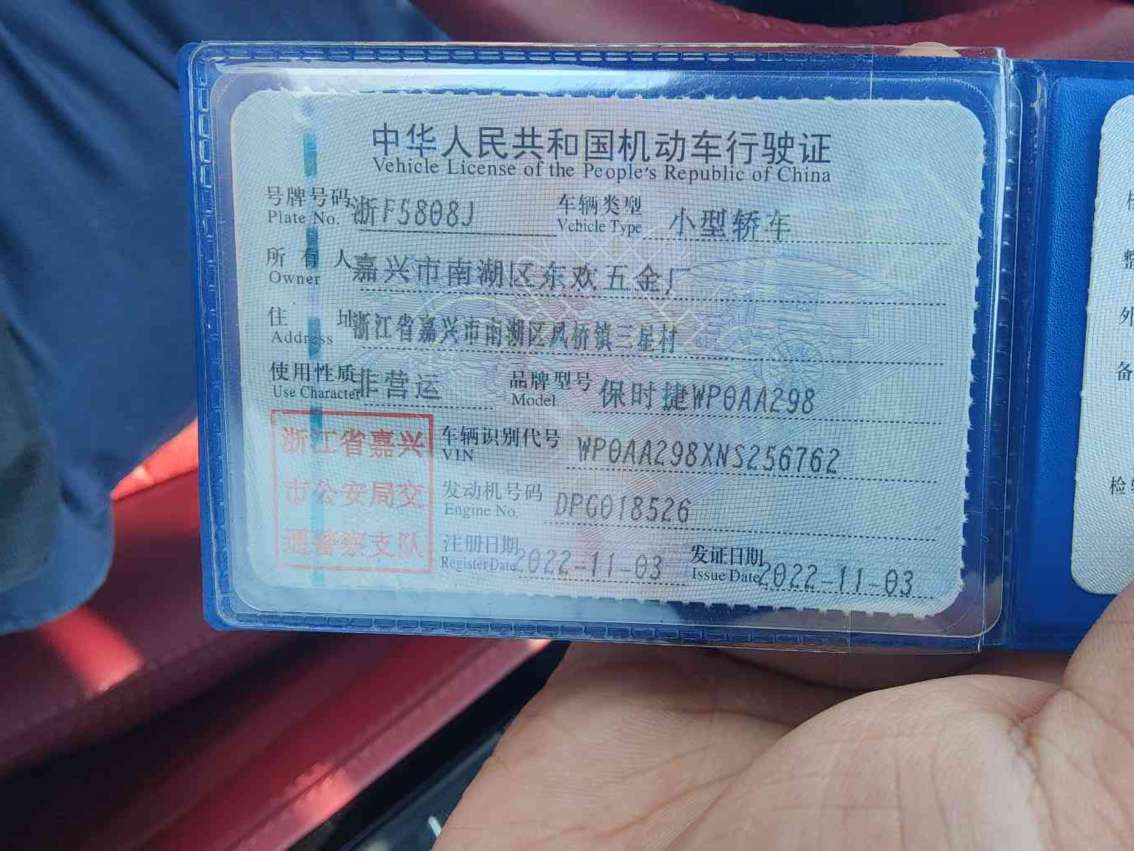 中华人民共和国机动车行驶证
Vehicle License of the People's Republic of China
号牌号码 浙F5808J 车辆类型 小型轿车
Plate No. Vehicle Type
所有人 嘉兴市南湖区东欢五金厂
Owner
住址 浙江省嘉兴市南湖区凤桥镇三星村
Address
使用性质 非营运 品牌型号 保时捷WP0AA298
Use Character Model
浙江省嘉兴
市公安局交
通警察支队
车辆识别代号 WP0AA298XNS256762
VIN
发动机号码 DPG018526
Engine No.
注册日期 2022-11-03 发证日期 2022-11-03
Register Date Issue Date
整
外
备
检验